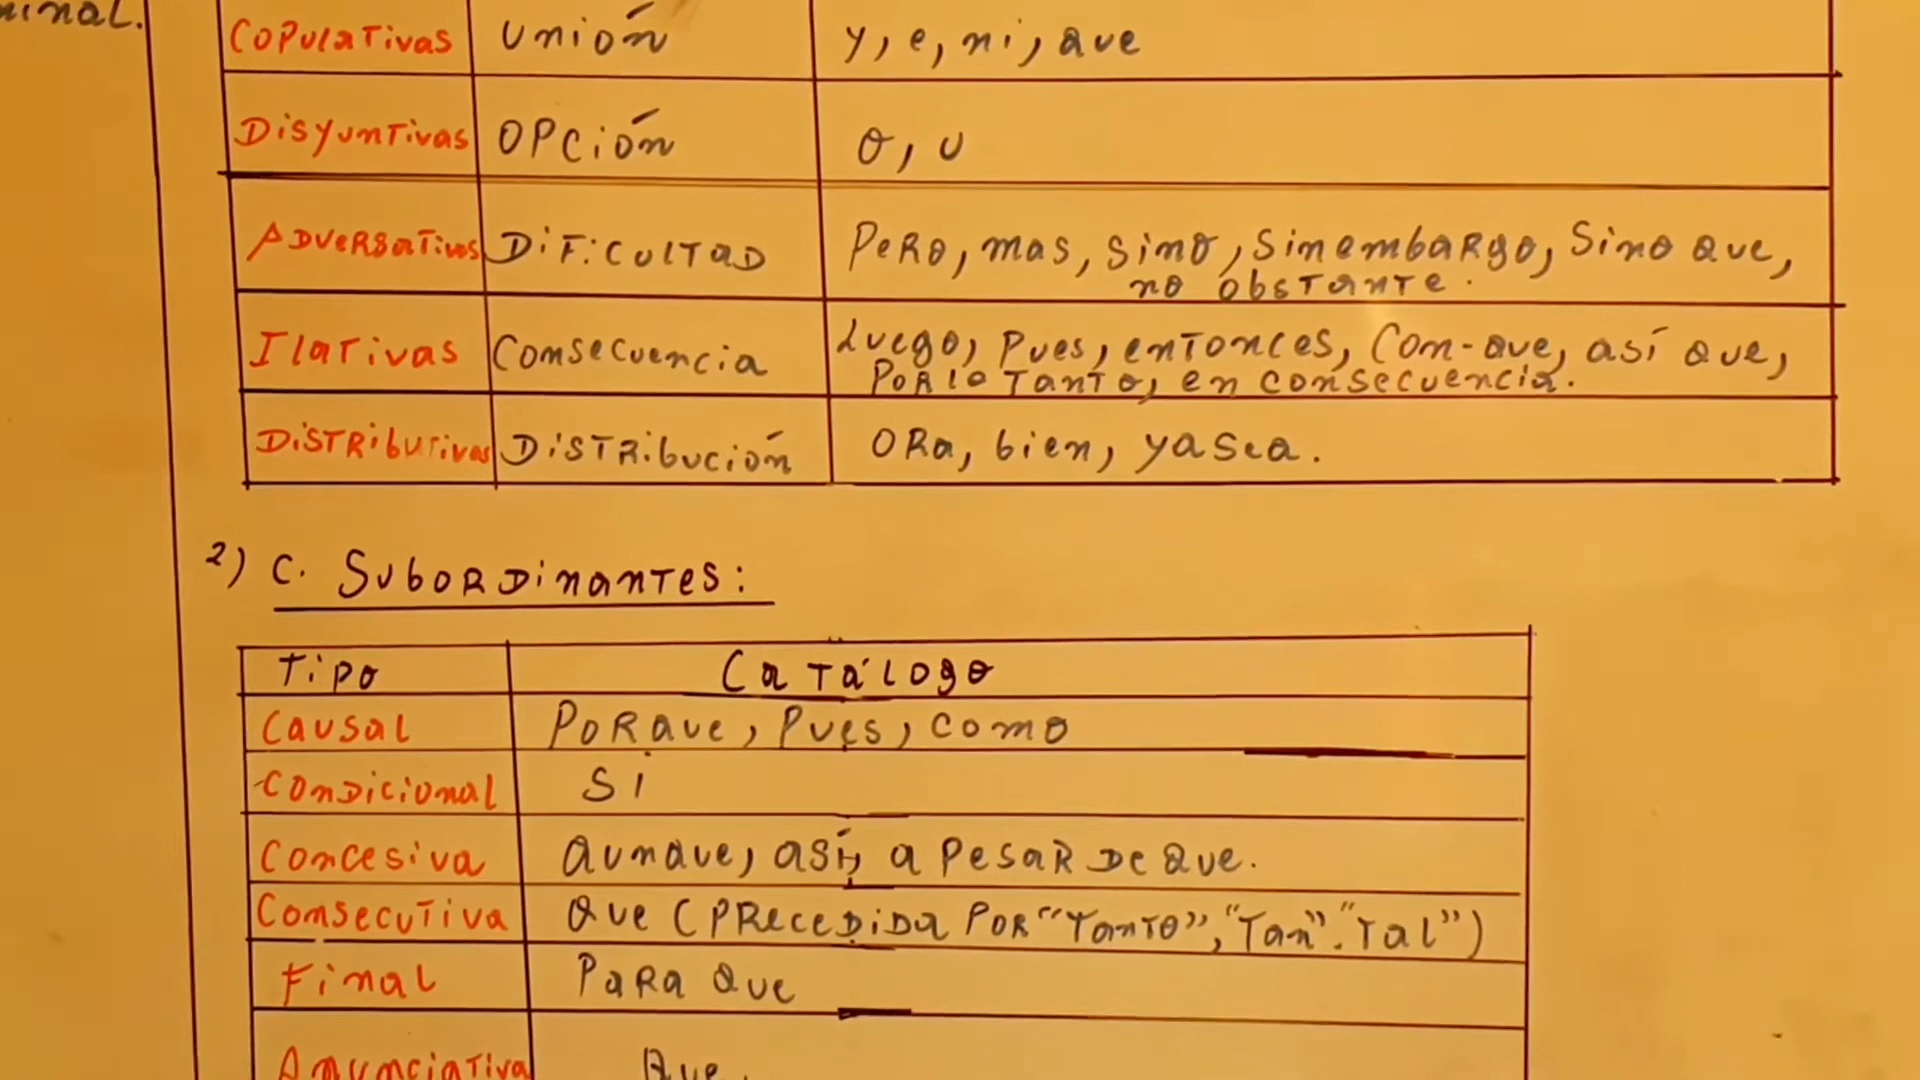 minal.
Copulativas unión y, e, ni, que
Disyuntivas Opción o, u
Adversativas Dificultad Pero, mas, sino, sinembargo, Sino que,
no obstante.
Ilativas Consecuencia Luego, pues, entonces, Con-que, así que,
Por lo tanto, en consecuencia.
Distributivas Distribución Ora, bien, ya sea.
2) C. Subordinantes:
Tipo Catálogo
Causal Porque, Pues, como
Condicional Si
Concesiva Aunque, así, a pesar de que.
Consecutiva Que (precedida por "Tanto", "Tan". "Tal")
Final Para que
Anunciativa Que.